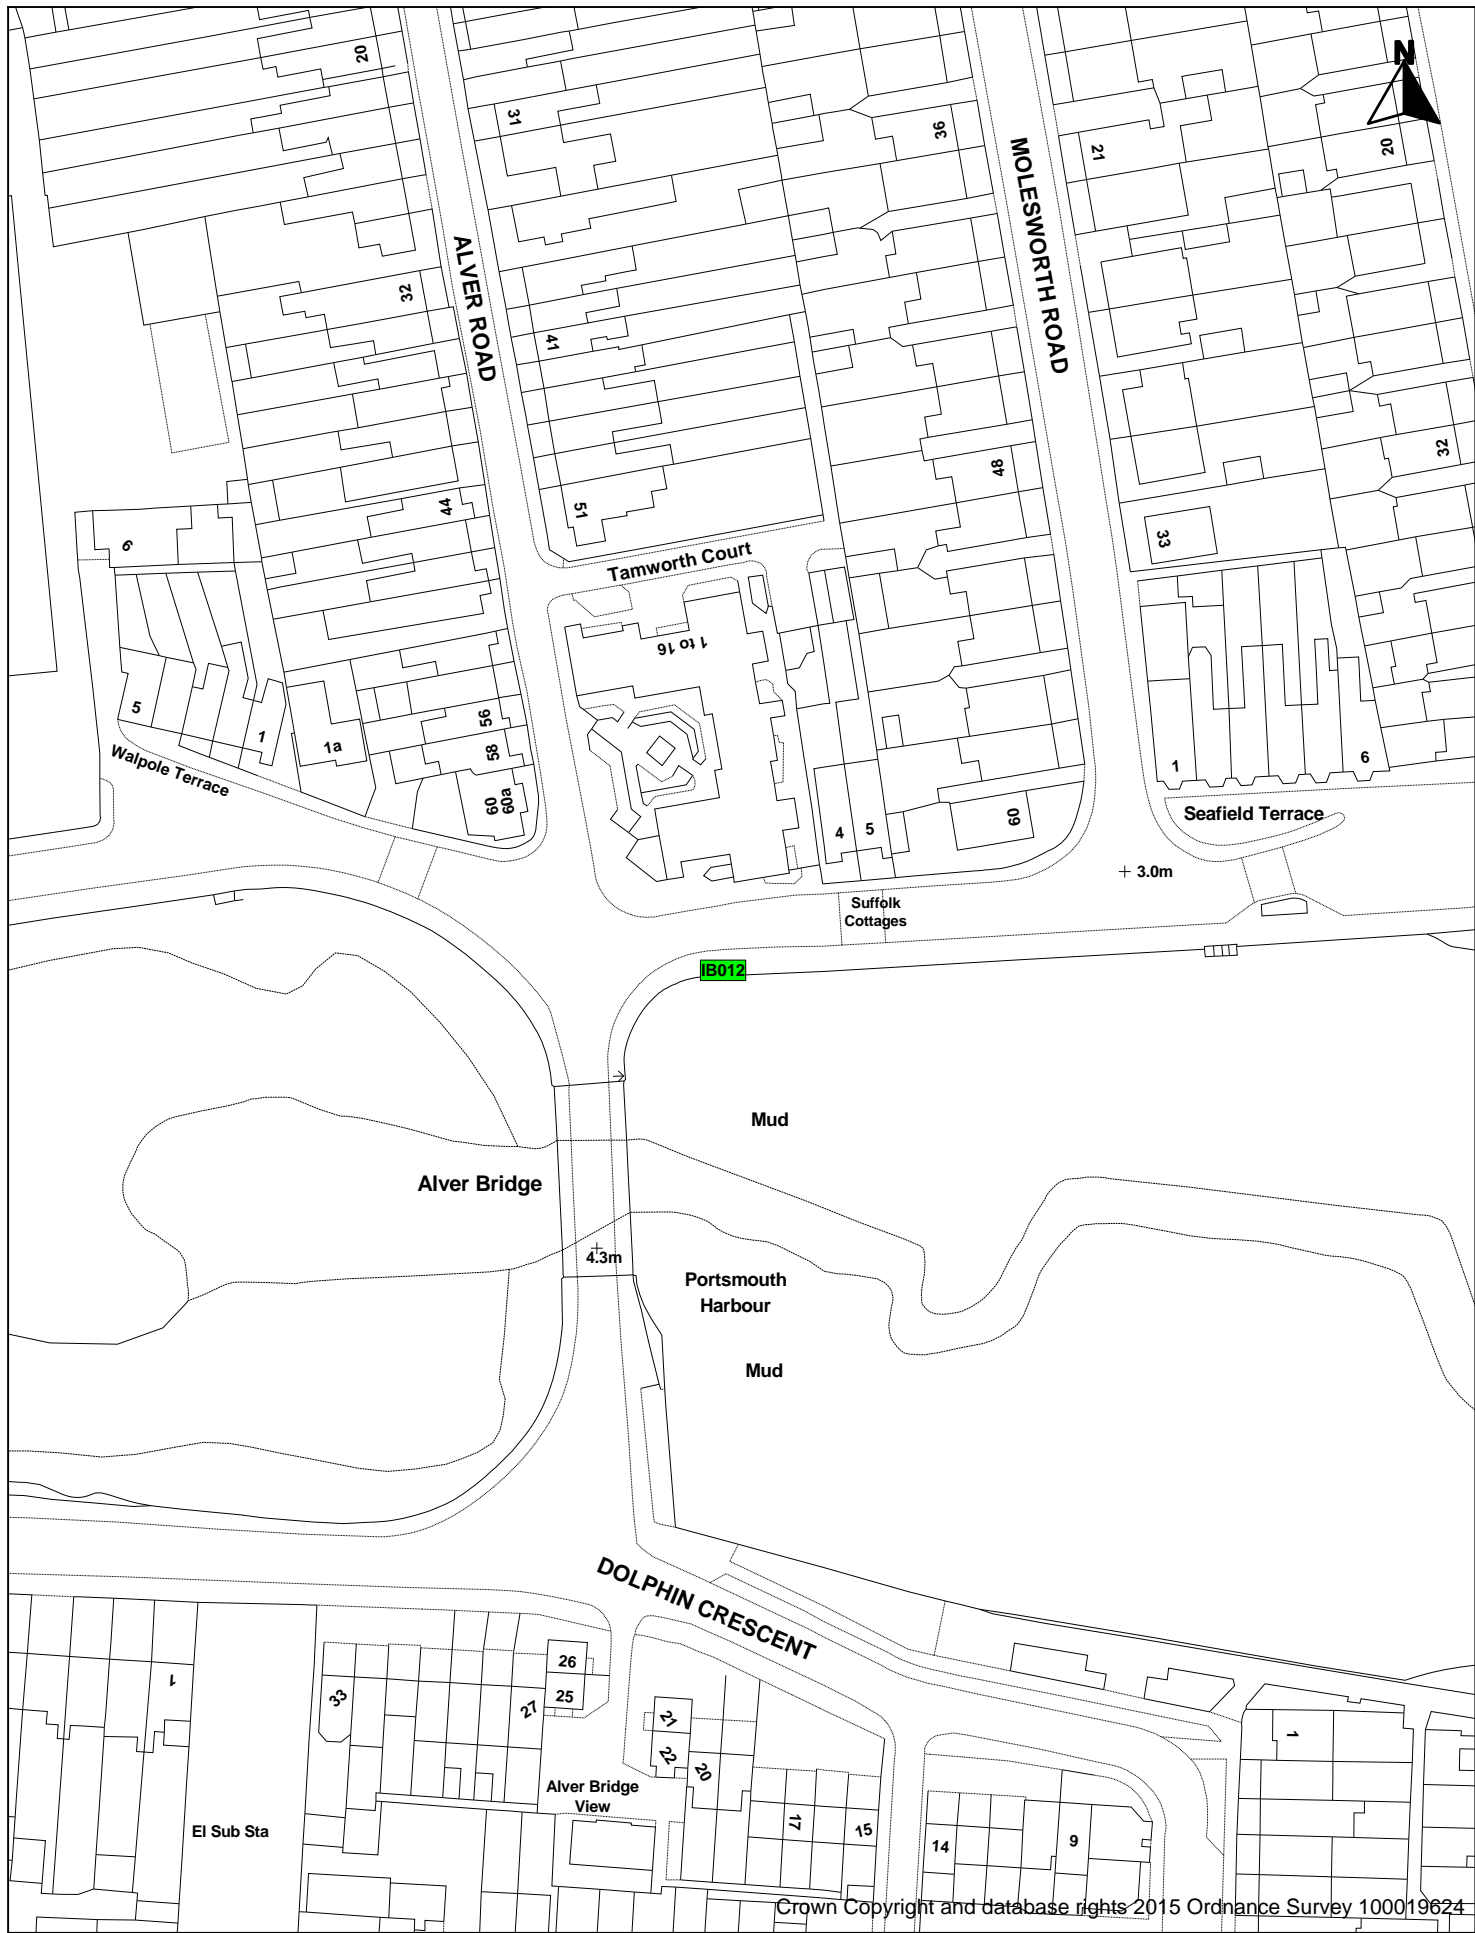 N
20
31
36
21
20
ALVER ROAD
MOLESWORTH ROAD
32
41
32
48
44
51
33
6
Tamworth Court
1 to 16
5
1
1a
56
58
60
60a
Walpole Terrace
4
5
60
1
6
Seafield Terrace
3.0m
Suffolk
Cottages
IB012
Mud
Alver Bridge
4.3m
Portsmouth
Harbour
Mud
DOLPHIN CRESCENT
1
33
27
26
25
21
22
20
1
Alver Bridge
View
El Sub Sta
17
15
14
9
Crown Copyright and database rights 2015 Ordnance Survey 100019624